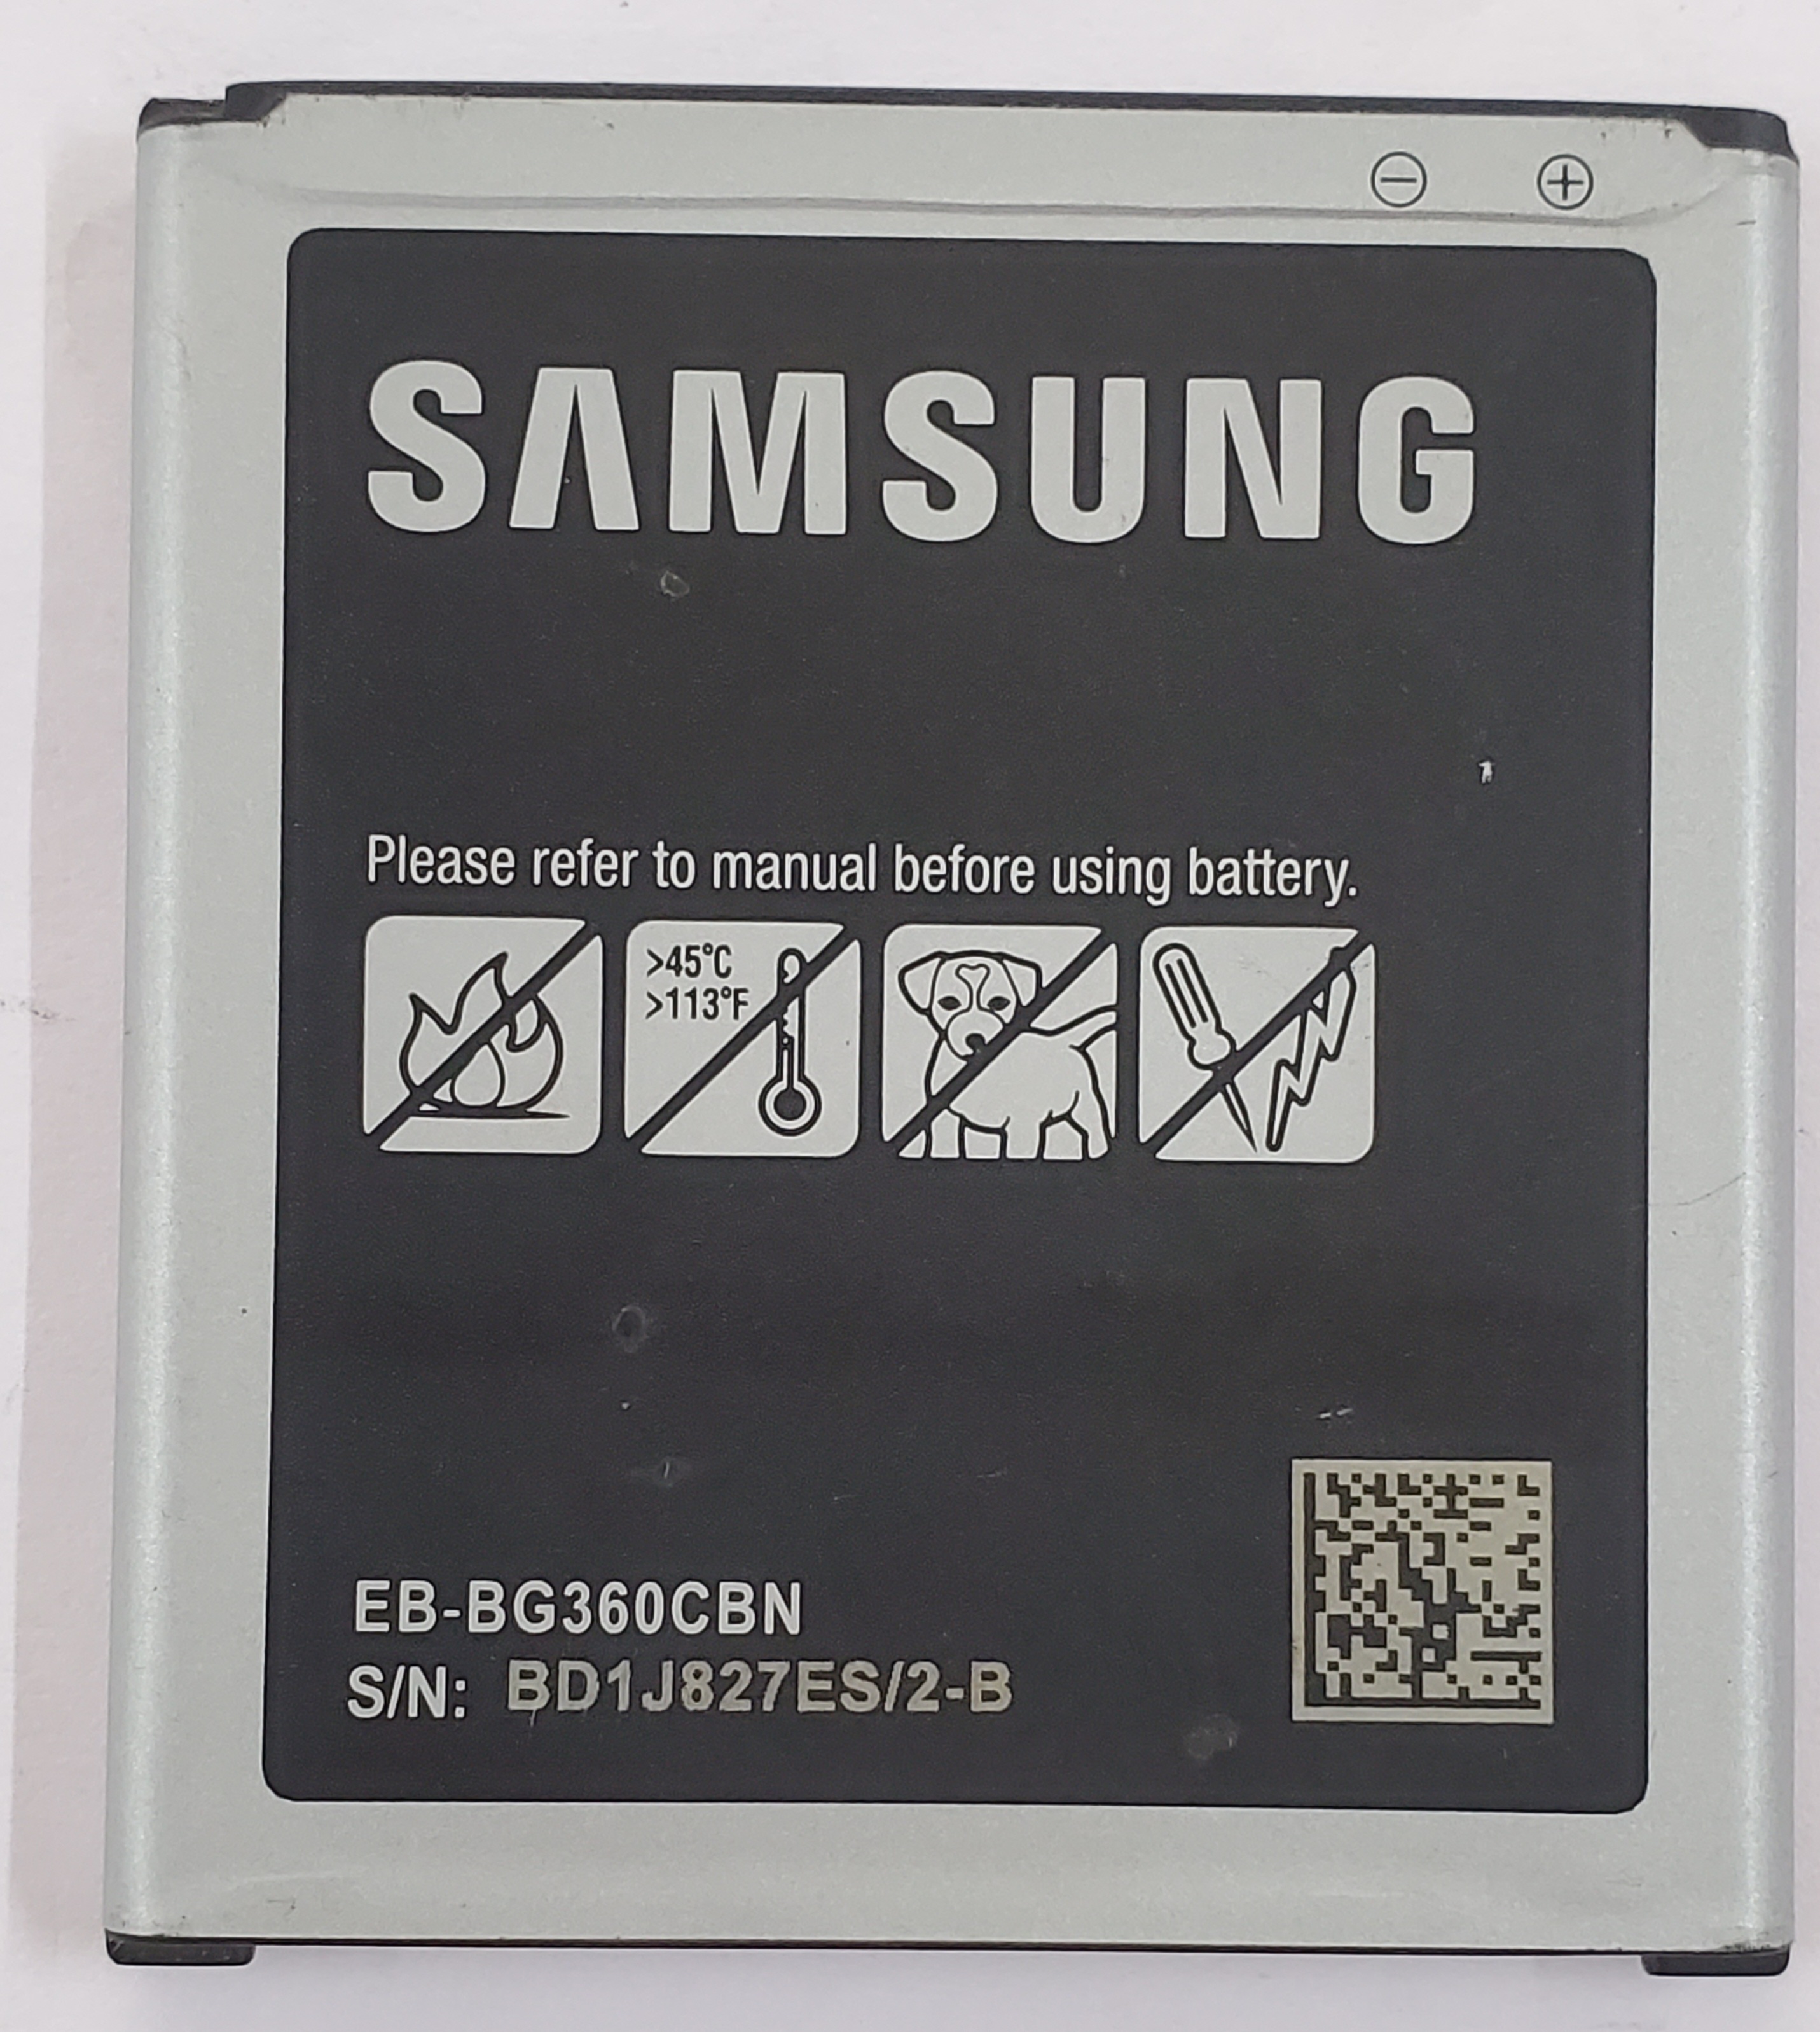 ⊖ ⊕
SAMSUNG
Please refer to manual before using battery.
>45°C
>113°F
EB-BG360CBN
S/N: BD1J827ES/2-B